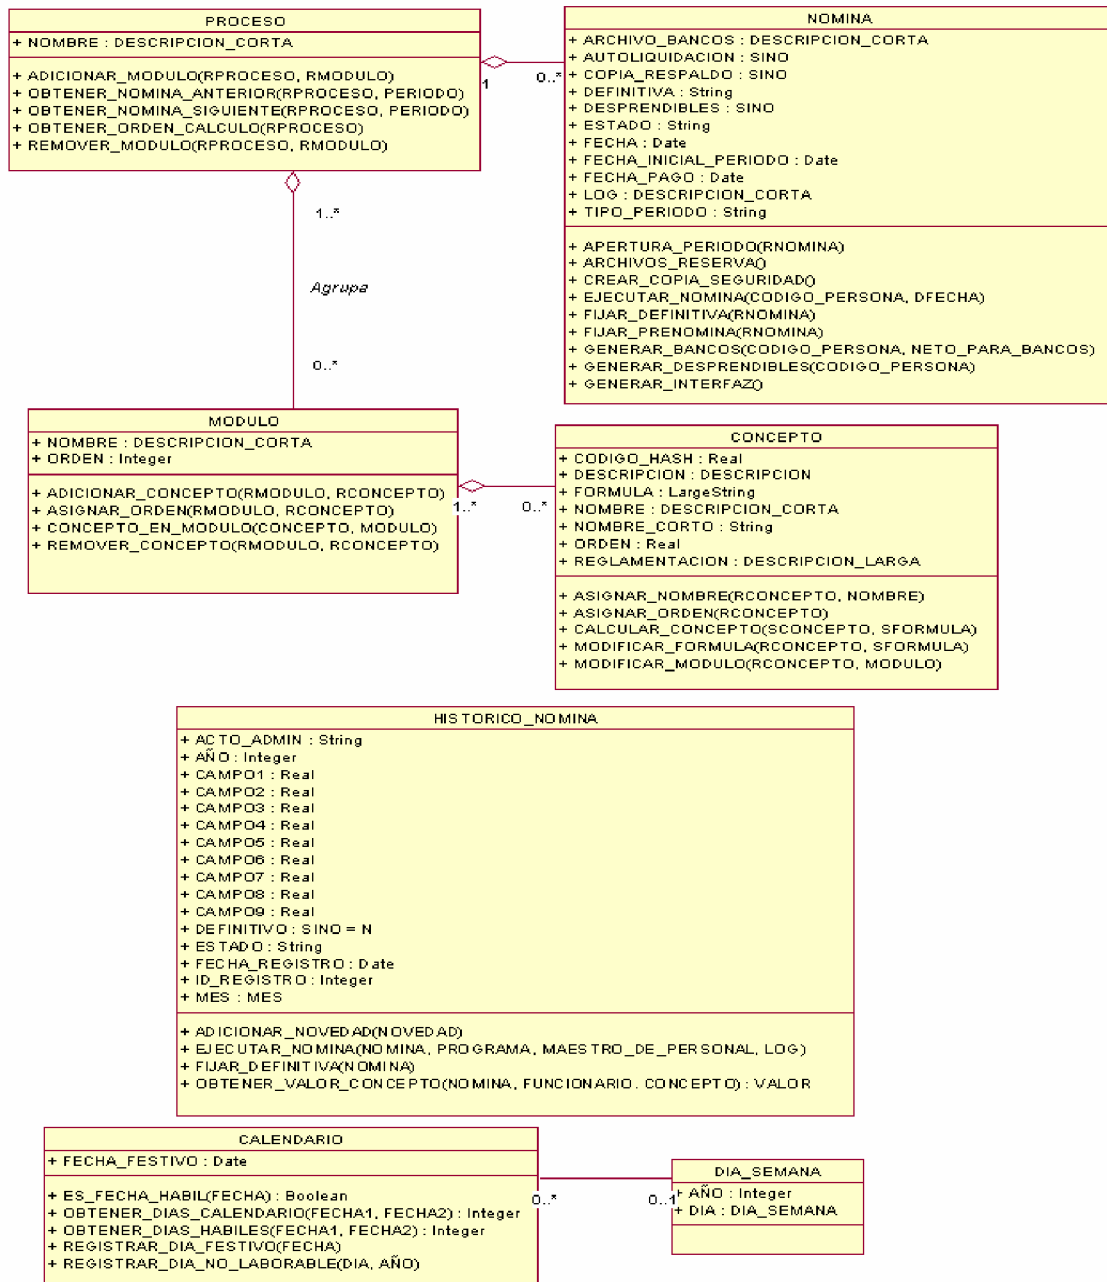 PROCESO
+ NOMBRE : DESCRIPCION_CORTA
+ ADICIONAR_MODULO(RPROCESO, RMODULO)
+ OBTENER_NOMINA_ANTERIOR(RPROCESO, PERIODO)
+ OBTENER_NOMINA_SIGUIENTE(RPROCESO, PERIODO)
+ OBTENER_ORDEN_CALCULO(RPROCESO)
+ REMOVER_MODULO(RPROCESO, RMODULO)
1
0..*
NOMINA
+ ARCHIVO_BANCOS : DESCRIPCION_CORTA
+ AUTOLIQUIDACION : SINO
+ COPIA_RESPALDO : SINO
+ DEFINITIVA : String
+ DESPRENDIBLES : SINO
+ ESTADO : String
+ FECHA : Date
+ FECHA_INICIAL_PERIODO : Date
+ FECHA_PAGO : Date
+ LOG : DESCRIPCION_CORTA
+ TIPO_PERIODO : String
+ APERTURA_PERIODO(RNOMINA)
+ ARCHIVOS_RESERVA()
+ CREAR_COPIA_SEGURIDAD()
+ EJECUTAR_NOMINA(CODIGO_PERSONA, DFECHA)
+ FIJAR_DEFINITIVA(RNOMINA)
+ FIJAR_PRENOMINA(RNOMINA)
+ GENERAR_BANCOS(CODIGO_PERSONA, NETO_PARA_BANCOS)
+ GENERAR_DESPRENDIBLES(CODIGO_PERSONA)
+ GENERAR_INTERFAZ()
1..*
Agrupa
0..*
MODULO
+ NOMBRE : DESCRIPCION_CORTA
+ ORDEN : Integer
+ ADICIONAR_CONCEPTO(RMODULO, RCONCEPTO)
+ ASIGNAR_ORDEN(RMODULO, RCONCEPTO)
+ CONCEPTO_EN_MODULO(CONCEPTO, MODULO)
+ REMOVER_CONCEPTO(RMODULO, RCONCEPTO)
1..*
0..*
CONCEPTO
+ CODIGO_HASH : Real
+ DESCRIPCION : DESCRIPCION
+ FORMULA : LargeString
+ NOMBRE : DESCRIPCION_CORTA
+ NOMBRE_CORTO : String
+ ORDEN : Real
+ REGLAMENTACION : DESCRIPCION_LARGA
+ ASIGNAR_NOMBRE(RCONCEPTO, NOMBRE)
+ ASIGNAR_ORDEN(RCONCEPTO)
+ CALCULAR_CONCEPTO(SCONCEPTO, SFORMULA)
+ MODIFICAR_FORMULA(RCONCEPTO, SFORMULA)
+ MODIFICAR_MODULO(RCONCEPTO, MODULO)
HISTORICO_NOMINA
+ ACTO_ADMIN : String
+ AÑO : Integer
+ CAMPO1 : Real
+ CAMPO2 : Real
+ CAMPO3 : Real
+ CAMPO4 : Real
+ CAMPO5 : Real
+ CAMPO6 : Real
+ CAMPO7 : Real
+ CAMPO8 : Real
+ CAMPO9 : Real
+ DEFINITIVO : SINO = N
+ ESTADO : String
+ FECHA_REGISTRO : Date
+ ID_REGISTRO : Integer
+ MES : MES
+ ADICIONAR_NOVEDAD(NOVEDAD)
+ EJECUTAR_NOMINA(NOMINA, PROGRAMA, MAESTRO_DE_PERSONAL, LOG)
+ FIJAR_DEFINITIVA(NOMINA)
+ OBTENER_VALOR_CONCEPTO(NOMINA, FUNCIONARIO. CONCEPTO) : VALOR
CALENDARIO
+ FECHA_FESTIVO : Date
+ ES_FECHA_HABIL(FECHA) : Boolean
+ OBTENER_DIAS_CALENDARIO(FECHA1, FECHA2) : Integer
+ OBTENER_DIAS_HABILES(FECHA1, FECHA2) : Integer
+ REGISTRAR_DIA_FESTIVO(FECHA)
+ REGISTRAR_DIA_NO_LABORABLE(DIA, AÑO)
0..*
0..1
DIA_SEMANA
+ AÑO : Integer
+ DIA : DIA_SEMANA